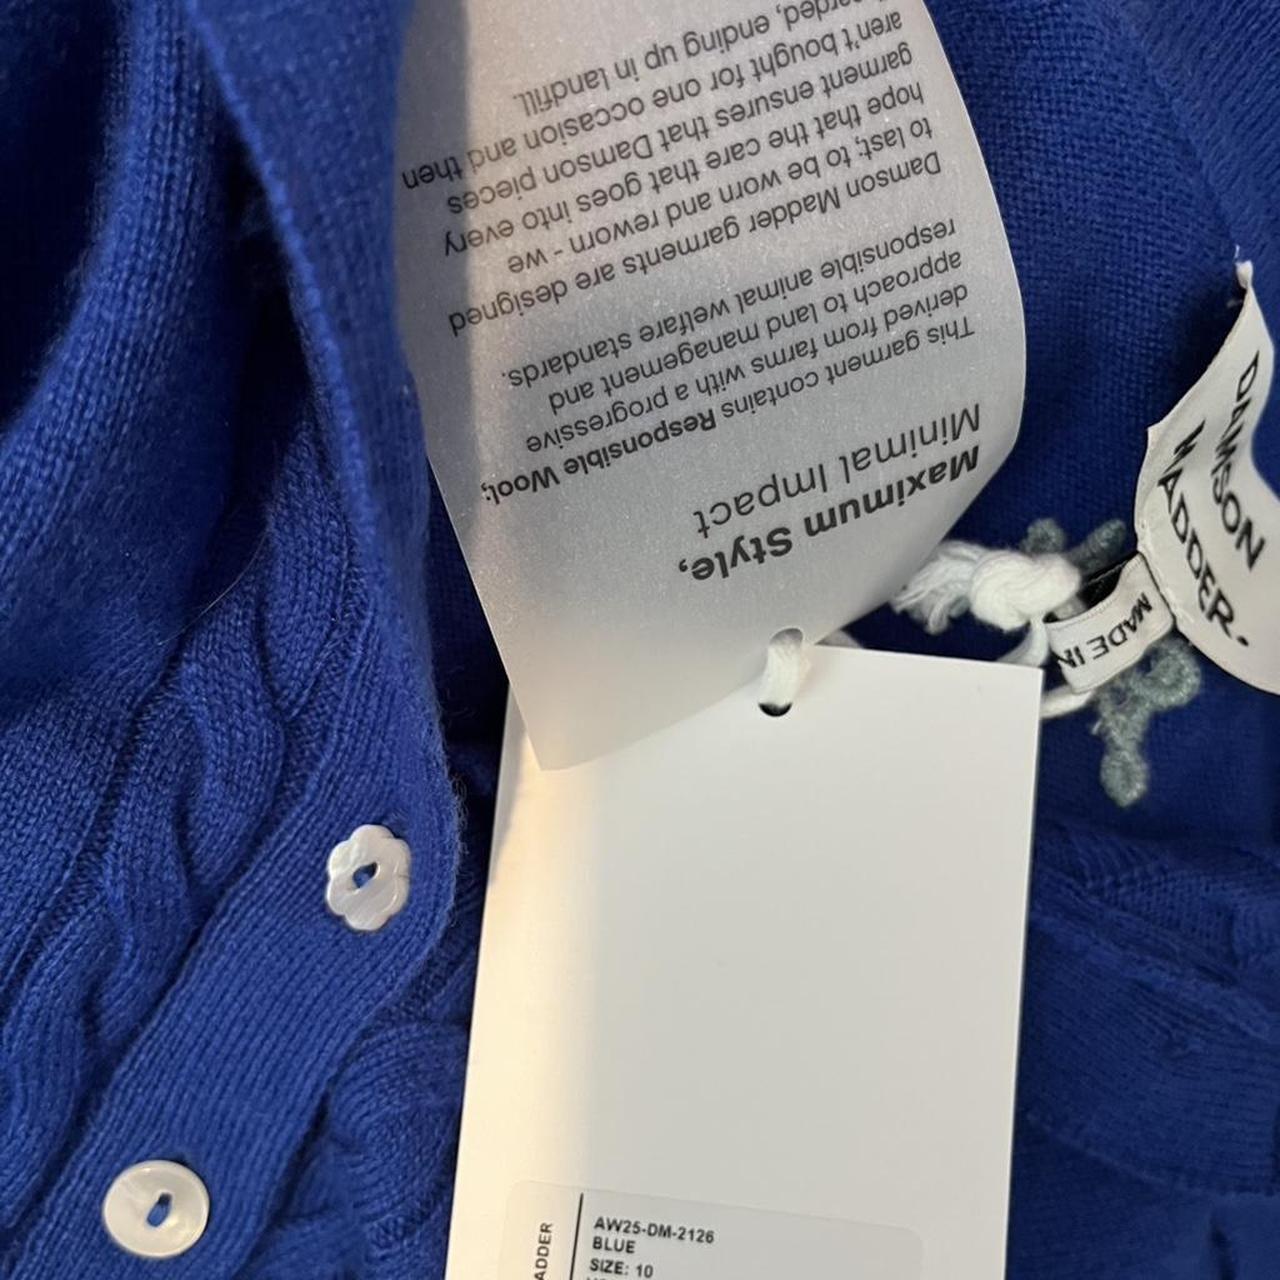 Maximum Style,
Minimal Impact
This garment contains Responsible Wool;
derived from farms with a progressive
approach to land management and
responsible animal welfare standards.
Damson Madder garments are designed
to last; to be worn and reworn - we
hope that the care that goes into every
garment ensures that Damson pieces
aren't bought for one occasion and then
ending up in landfill.
DAMSON
MADDER.
MADE IN
ADDER
AW25-DM-2126
BLUE
SIZE: 10